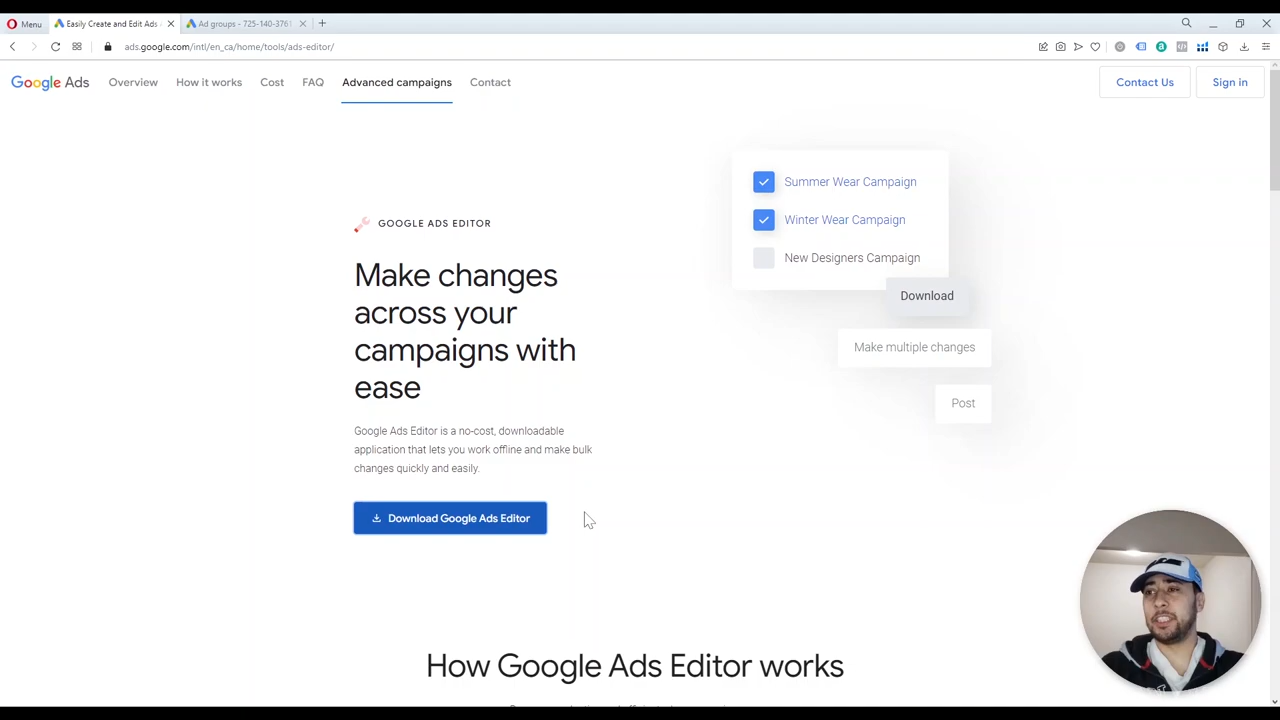 Menu
Easily Create and Edit Ads
Ad groups - 725-140-3761
ads.google.com/intl/en_ca/home/tools/ads-editor/
Google Ads
Overview
How it works
Cost
FAQ
Advanced campaigns
Contact
Contact Us
Sign in
Summer Wear Campaign
Winter Wear Campaign
New Designers Campaign
Download
Make multiple changes
Post
GOOGLE ADS EDITOR
Make changes
across your
campaigns with
ease
Google Ads Editor is a no-cost, downloadable
application that lets you work offline and make bulk
changes quickly and easily.
Download Google Ads Editor
How Google Ads Editor works